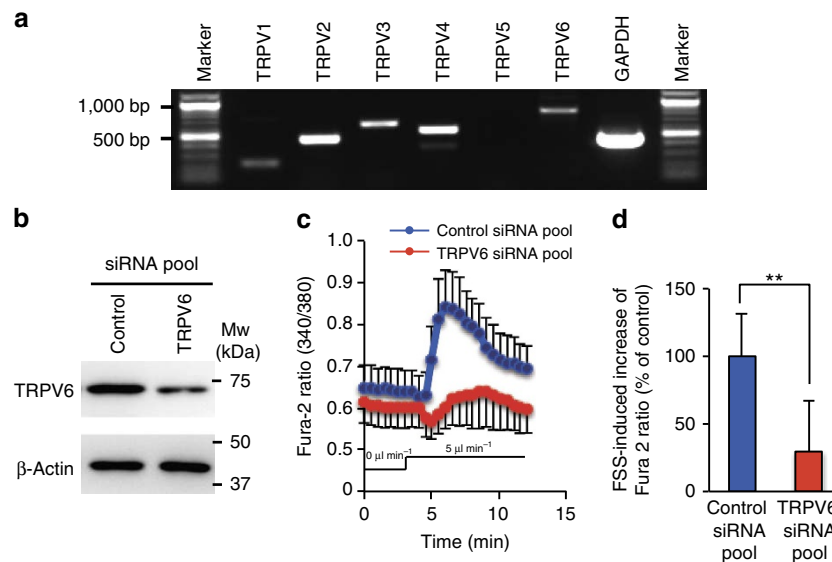 a
Marker
TRPV1
TRPV2
TRPV3
TRPV4
TRPV5
TRPV6
GAPDH
Marker
1,000 bp
500 bp
b
siRNA pool
Control
TRPV6
Mw
(kDa)
TRPV6
75
50
β-Actin
37
c
Control siRNA pool
TRPV6 siRNA pool
Fura-2 ratio (340/380)
1.0
0.9
0.8
0.7
0.6
0.5
0
0 µl min⁻¹
5 µl min⁻¹
0
5
10
15
Time (min)
d
**
FSS-induced increase of
Fura 2 ratio (% of control)
150
100
50
0
Control
siRNA
pool
TRPV6
siRNA
pool